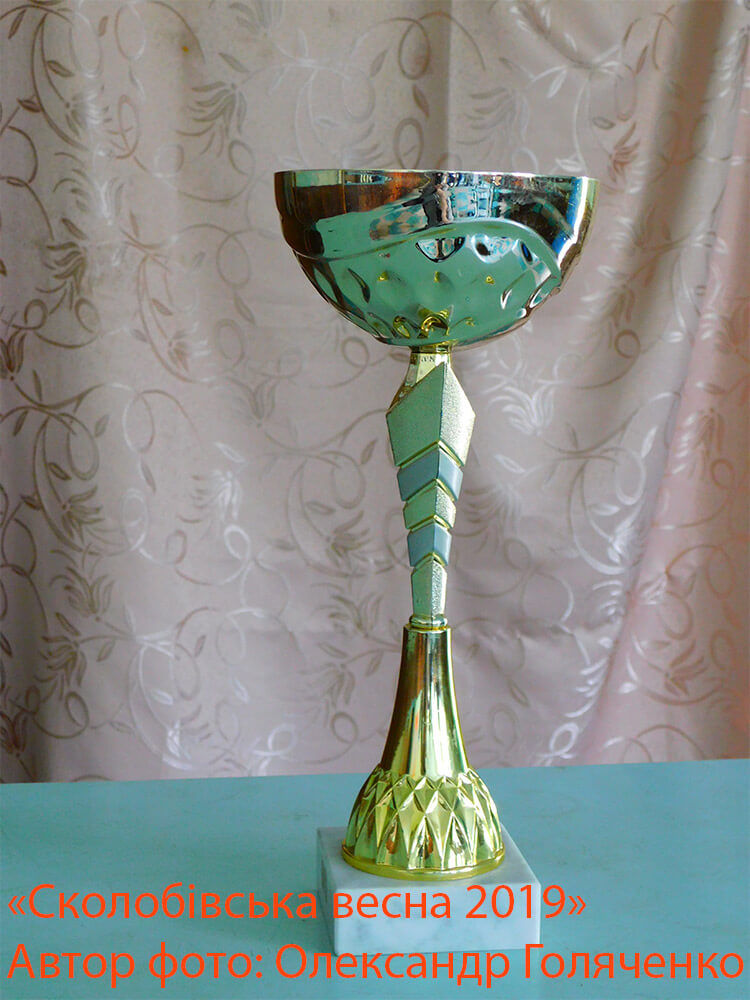 «Сколобівська весна 2019»
Автор фото: Олександр Голяченко